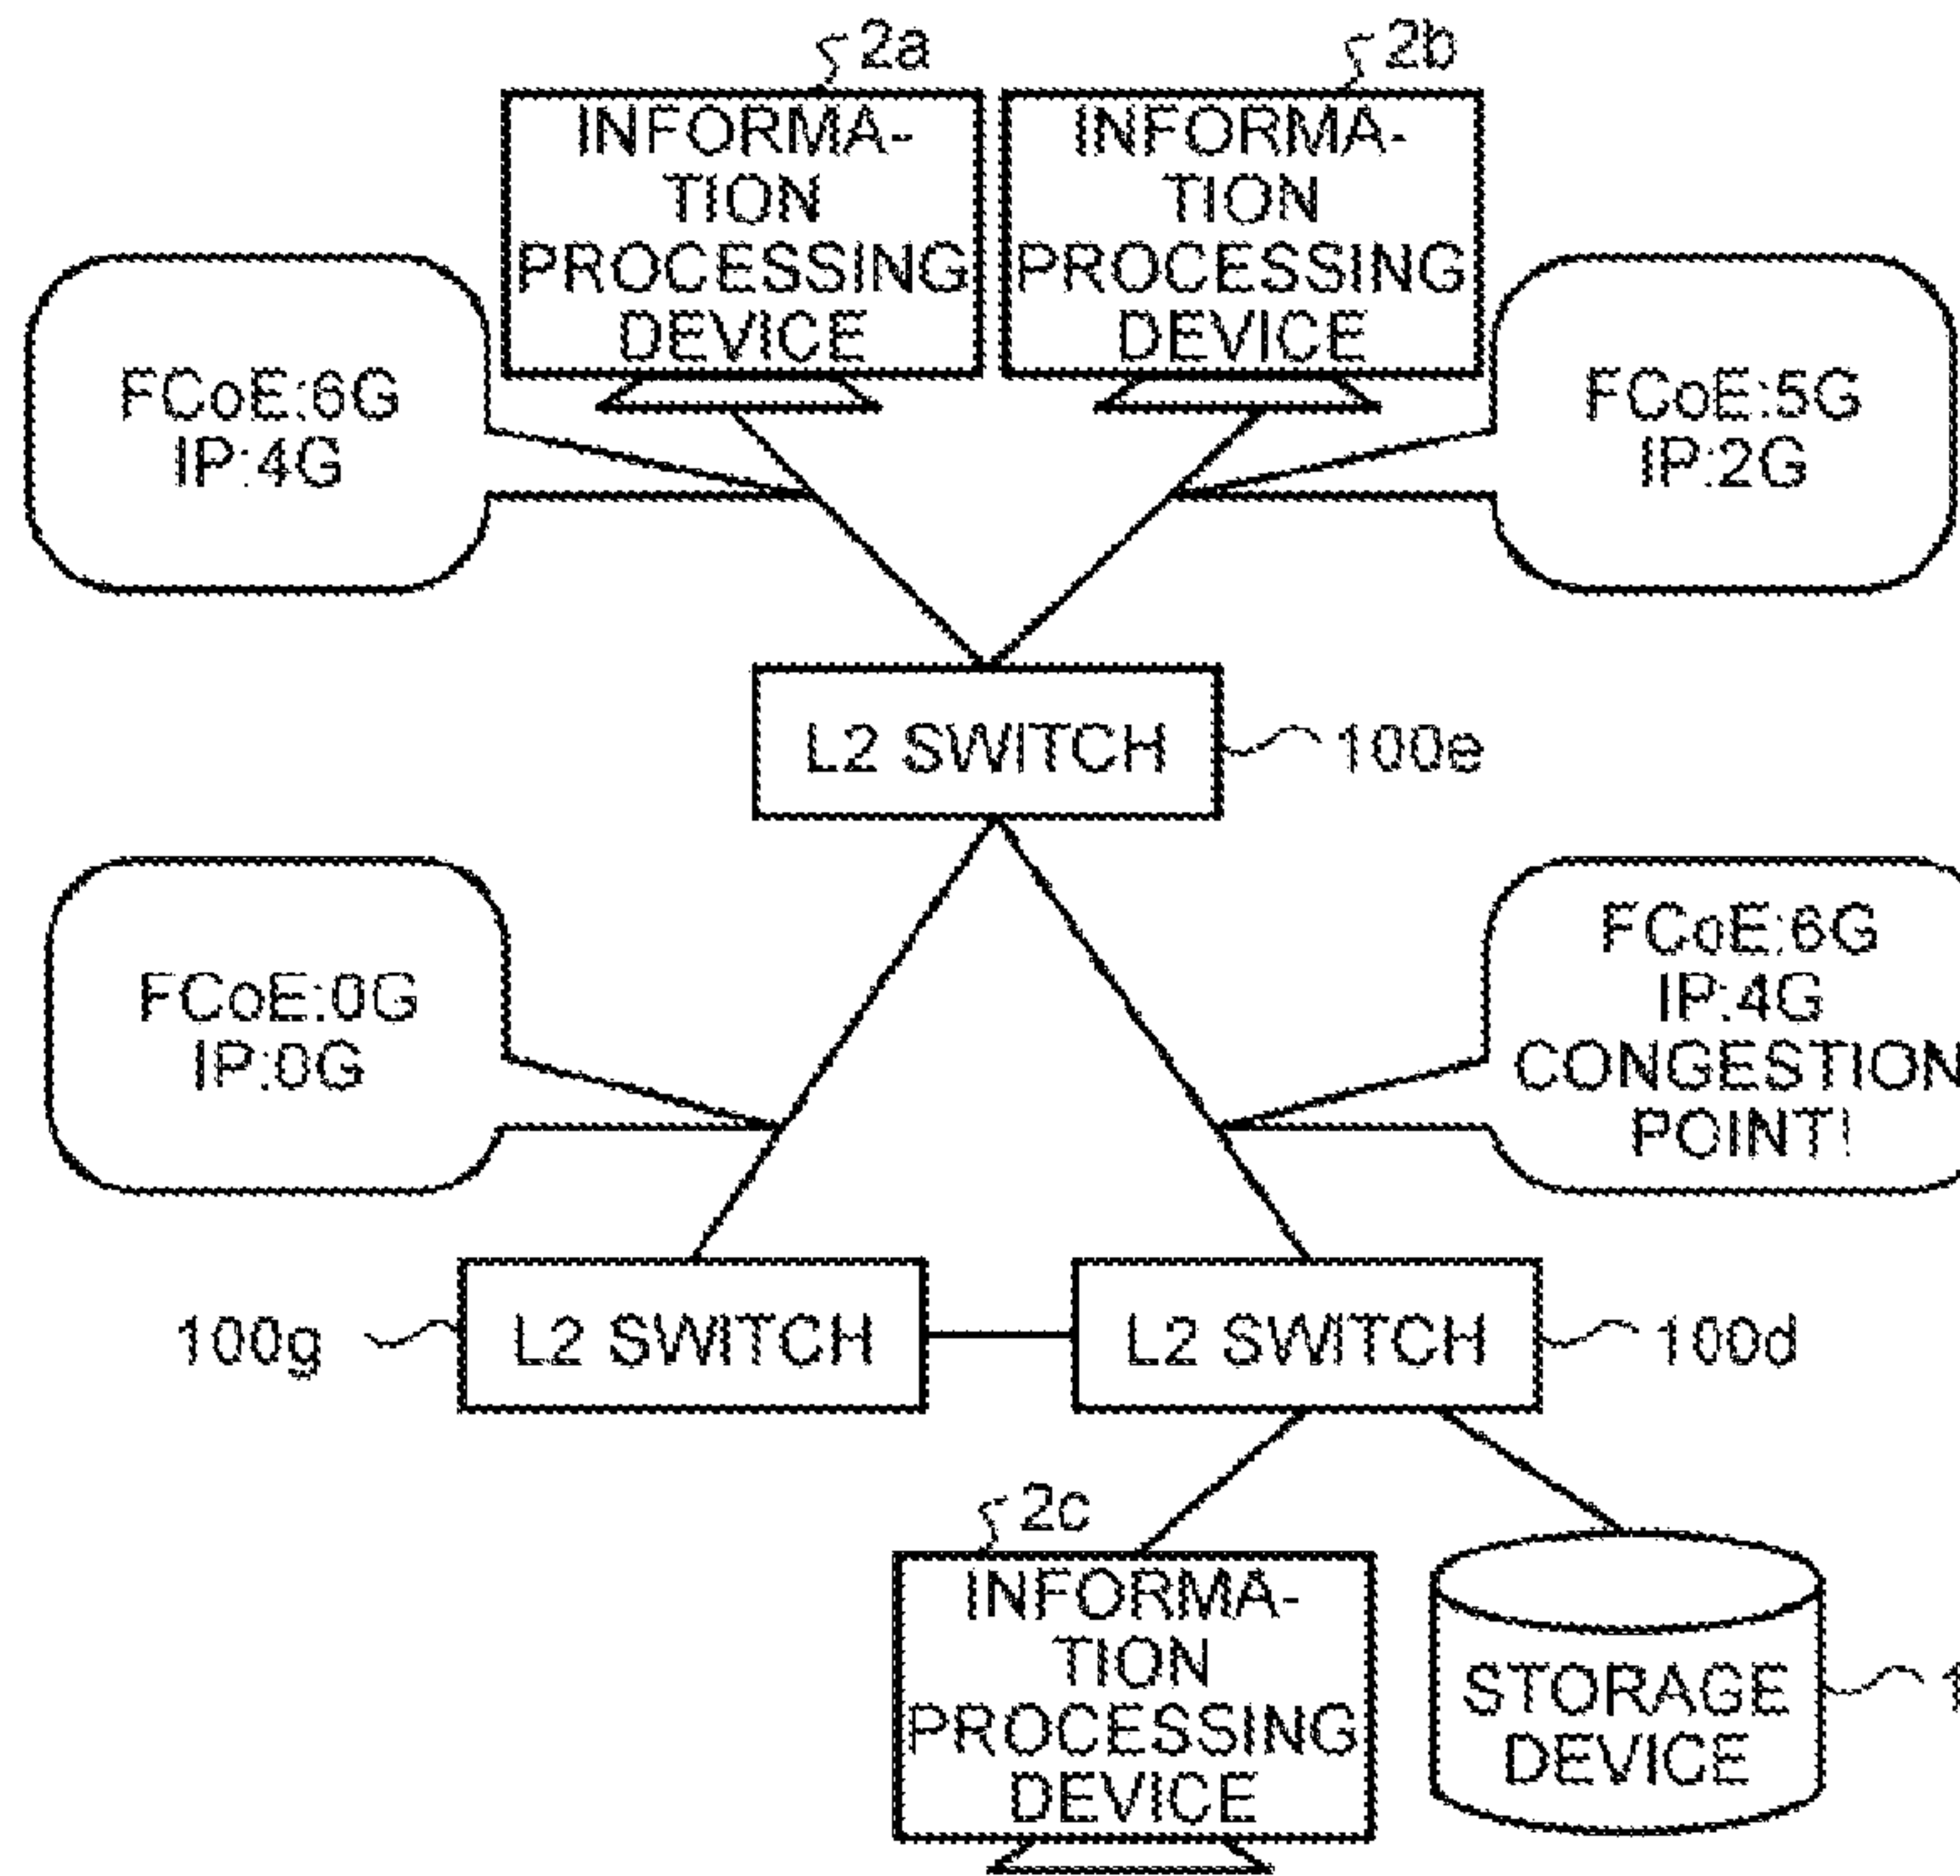 2a
2b
INFORMA-
TION
PROCESSING
DEVICE
INFORMA-
TION
PROCESSING
DEVICE
FCoE:6G
IP:4G
FCoE:5G
IP:2G
L2 SWITCH
100e
FCoE:0G
IP:0G
FCoE:6G
IP:4G
CONGESTION
POINT!
100g
L2 SWITCH
L2 SWITCH
100d
2c
INFORMA-
TION
PROCESSING
DEVICE
STORAGE
DEVICE
1